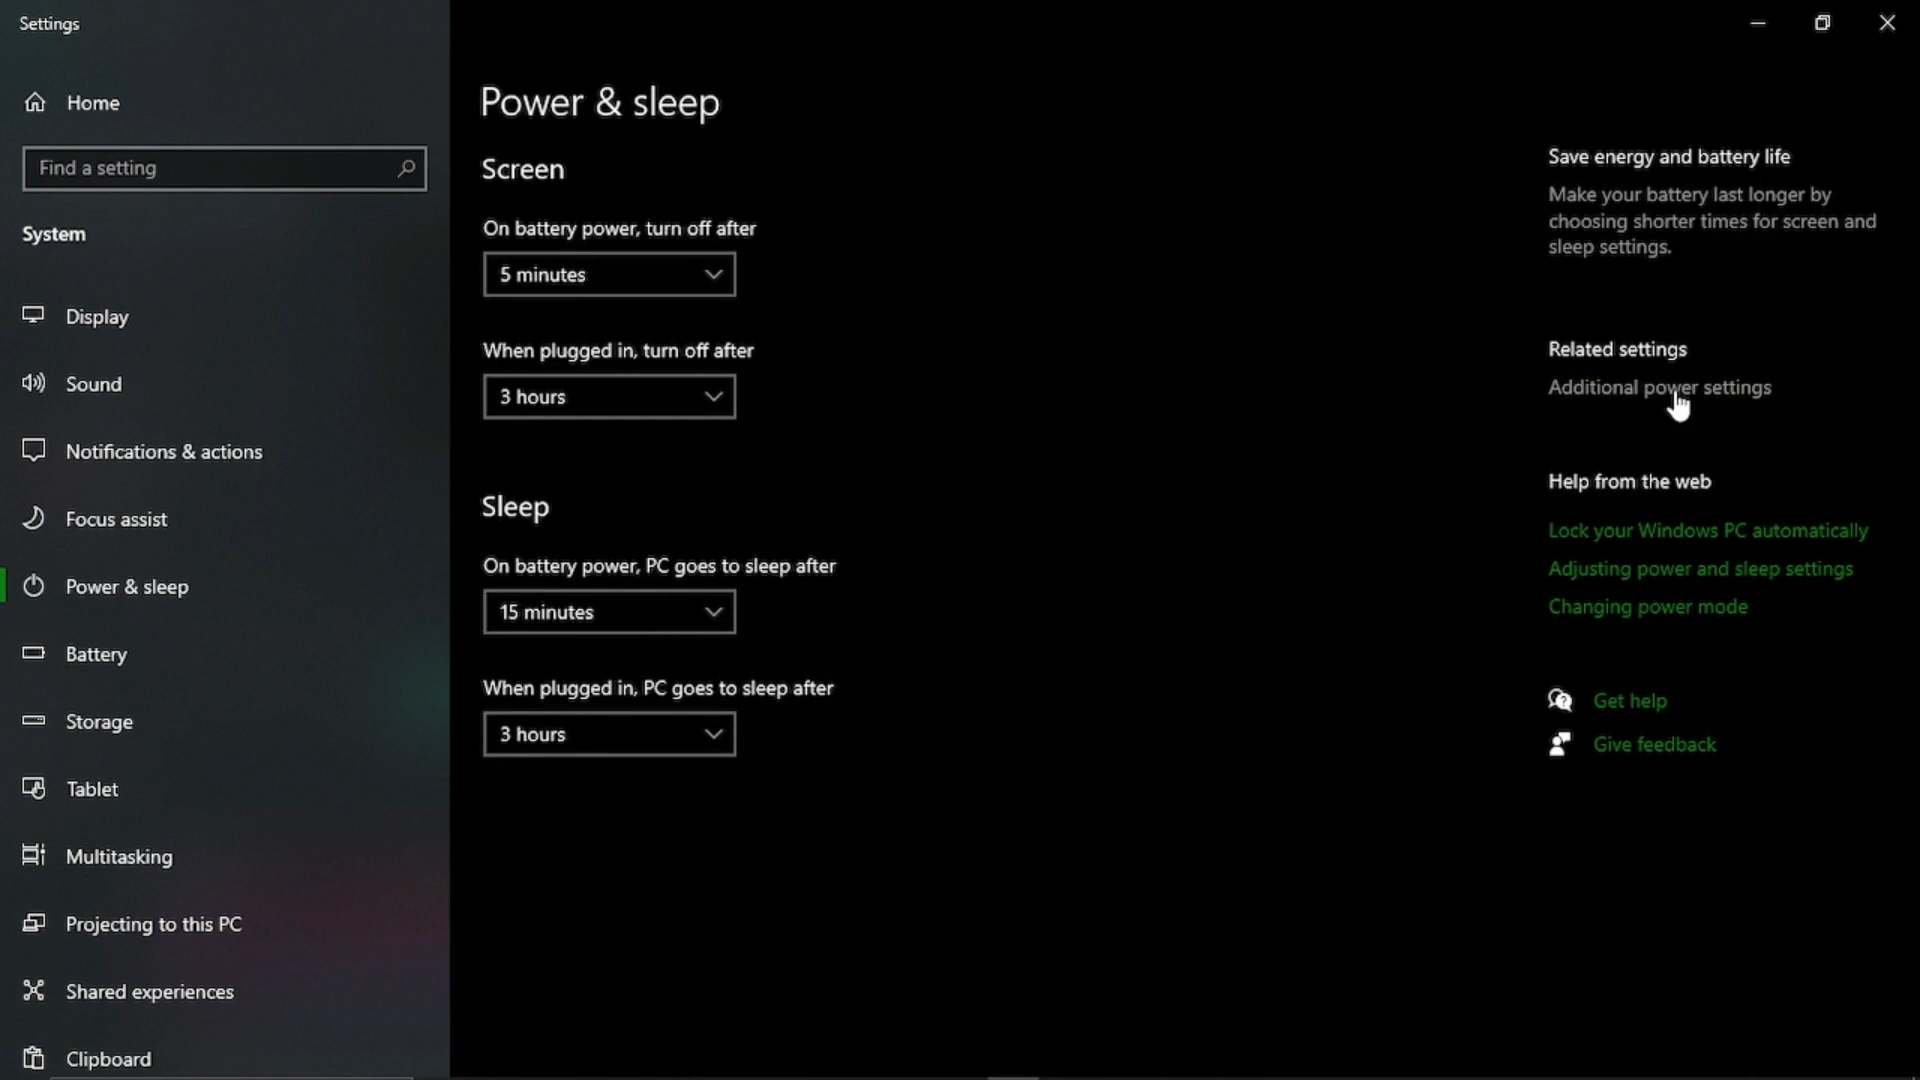 Settings
Home
Find a setting
System
Display
Sound
Notifications & actions
Focus assist
Power & sleep
Battery
Storage
Tablet
Multitasking
Projecting to this PC
Shared experiences
Clipboard
Power & sleep
Screen
On battery power, turn off after
5 minutes
When plugged in, turn off after
3 hours
Sleep
On battery power, PC goes to sleep after
15 minutes
When plugged in, PC goes to sleep after
3 hours
Save energy and battery life
Make your battery last longer by
choosing shorter times for screen and
sleep settings.
Related settings
Additional power settings
Help from the web
Lock your Windows PC automatically
Adjusting power and sleep settings
Changing power mode
Get help
Give feedback